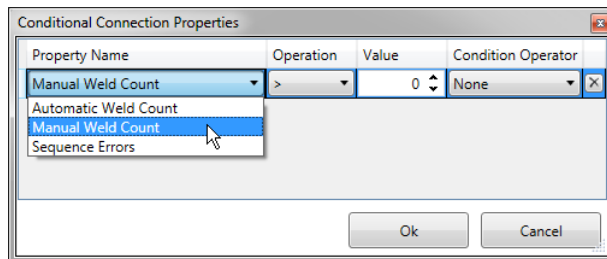 Conditional Connection Properties
Property Name Operation Value Condition Operator
Manual Weld Count > 0 None
Automatic Weld Count
Manual Weld Count
Sequence Errors
Ok Cancel